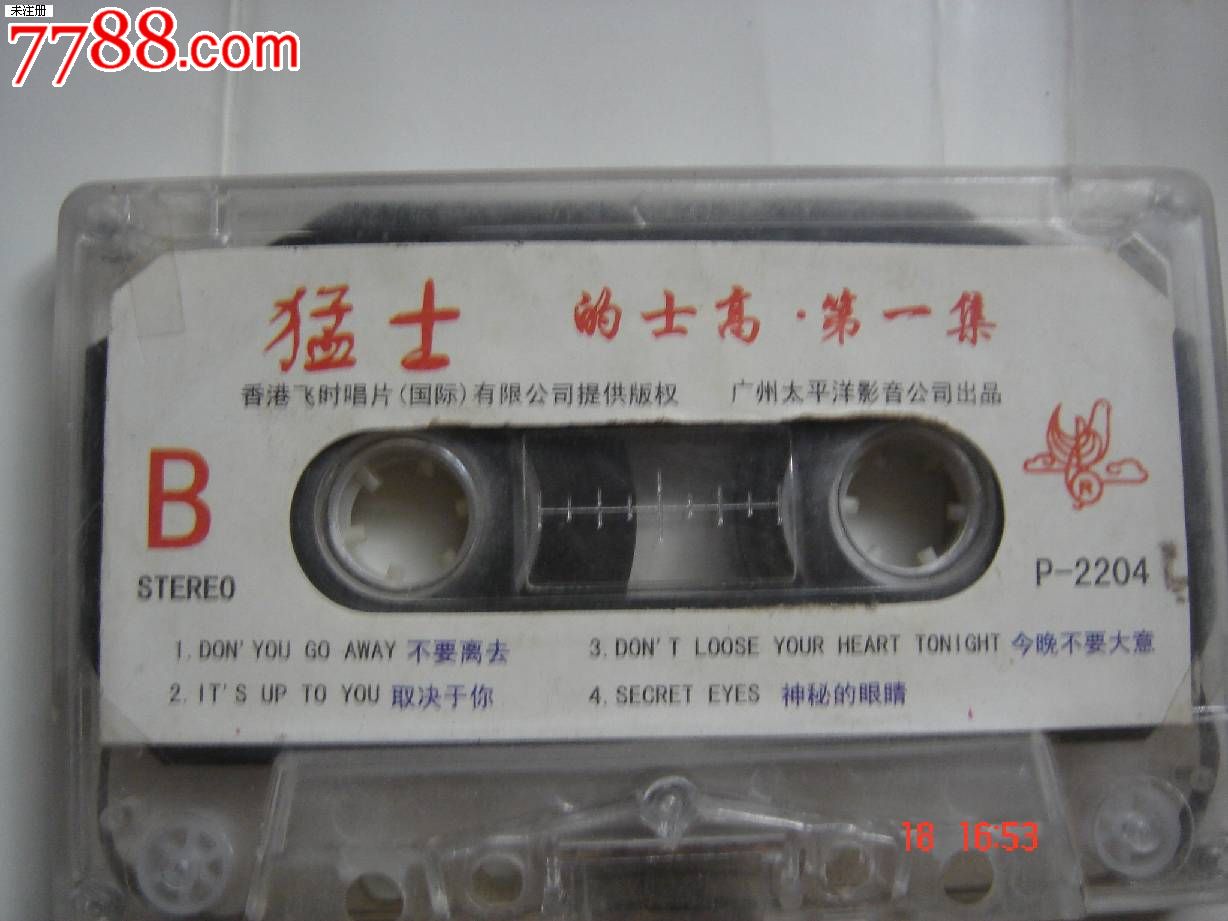 未注册
7788.com
猛士 的士高·第一集
香港飞时唱片(国际)有限公司提供版权 广州太平洋影音公司出品
B
STEREO
R
P-2204
1. DON'YOU GO AWAY 不要离去
2. IT'S UP TO YOU 取决于你
3. DON'T LOOSE YOUR HEART TONIGHT 今晚不要大意
4. SECRET EYES 神秘的眼睛
18 16:53